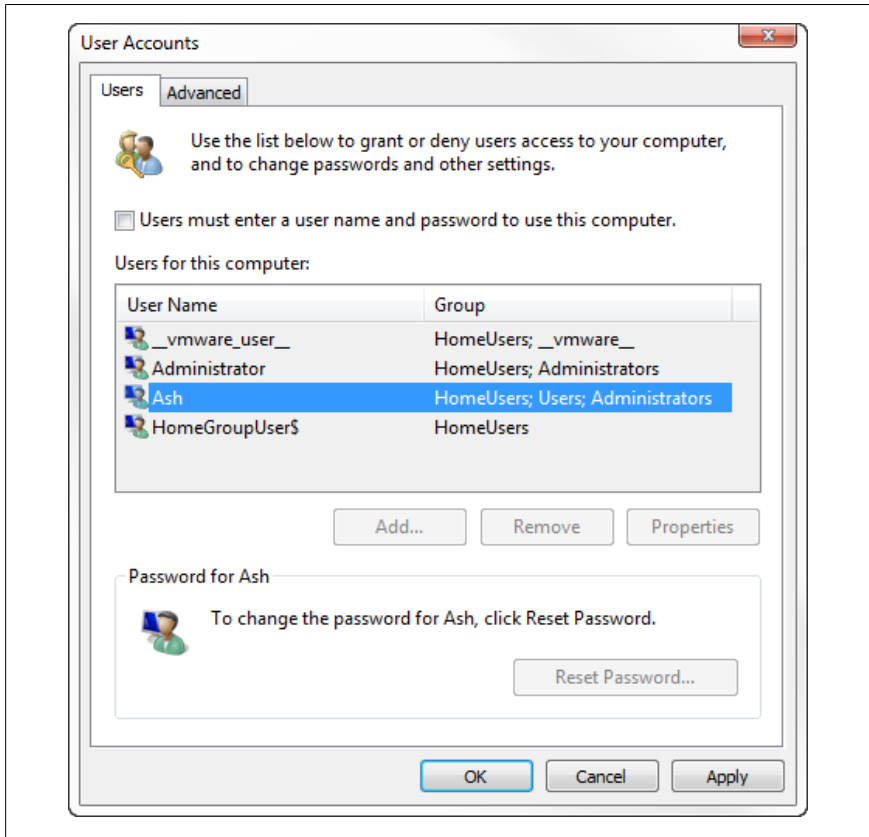 User Accounts
Users
Advanced
Use the list below to grant or deny users access to your computer,
and to change passwords and other settings.
Users must enter a user name and password to use this computer.
Users for this computer:
User Name Group
__vmware_user__ HomeUsers; __vmware__
Administrator HomeUsers; Administrators
Ash HomeUsers; Users; Administrators
HomeGroupUser$ HomeUsers
Add... Remove Properties
Password for Ash
To change the password for Ash, click Reset Password.
Reset Password...
OK Cancel Apply